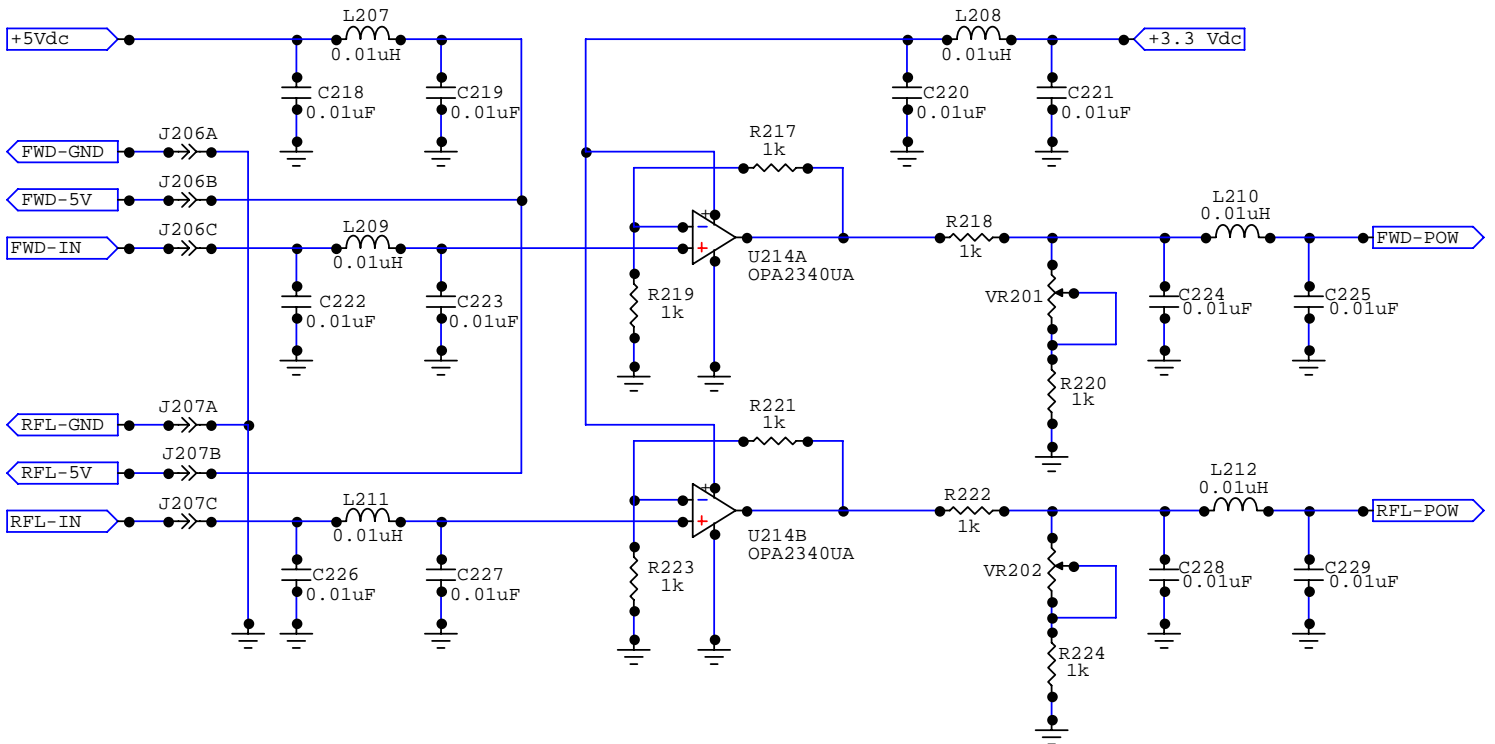 L207
L208
+5Vdc
0.01uH
0.01uH
+3.3 Vdc
C218
0.01uF
C219
0.01uF
C220
0.01uF
C221
0.01uF
J206A
FWD-GND
R217
1k
J206B
FWD-5V
J206C
FWD-IN
L209
0.01uH
+
−
+
U214A
OPA2340UA
R218
1k
L210
0.01uH
FWD-POW
C222
0.01uF
C223
0.01uF
R219
1k
VR201
C224
0.01uF
C225
0.01uF
R220
1k
J207A
RFL-GND
R221
1k
J207B
RFL-5V
J207C
RFL-IN
L211
0.01uH
+
−
+
U214B
OPA2340UA
R222
1k
L212
0.01uH
RFL-POW
C226
0.01uF
C227
0.01uF
R223
1k
VR202
C228
0.01uF
C229
0.01uF
R224
1k